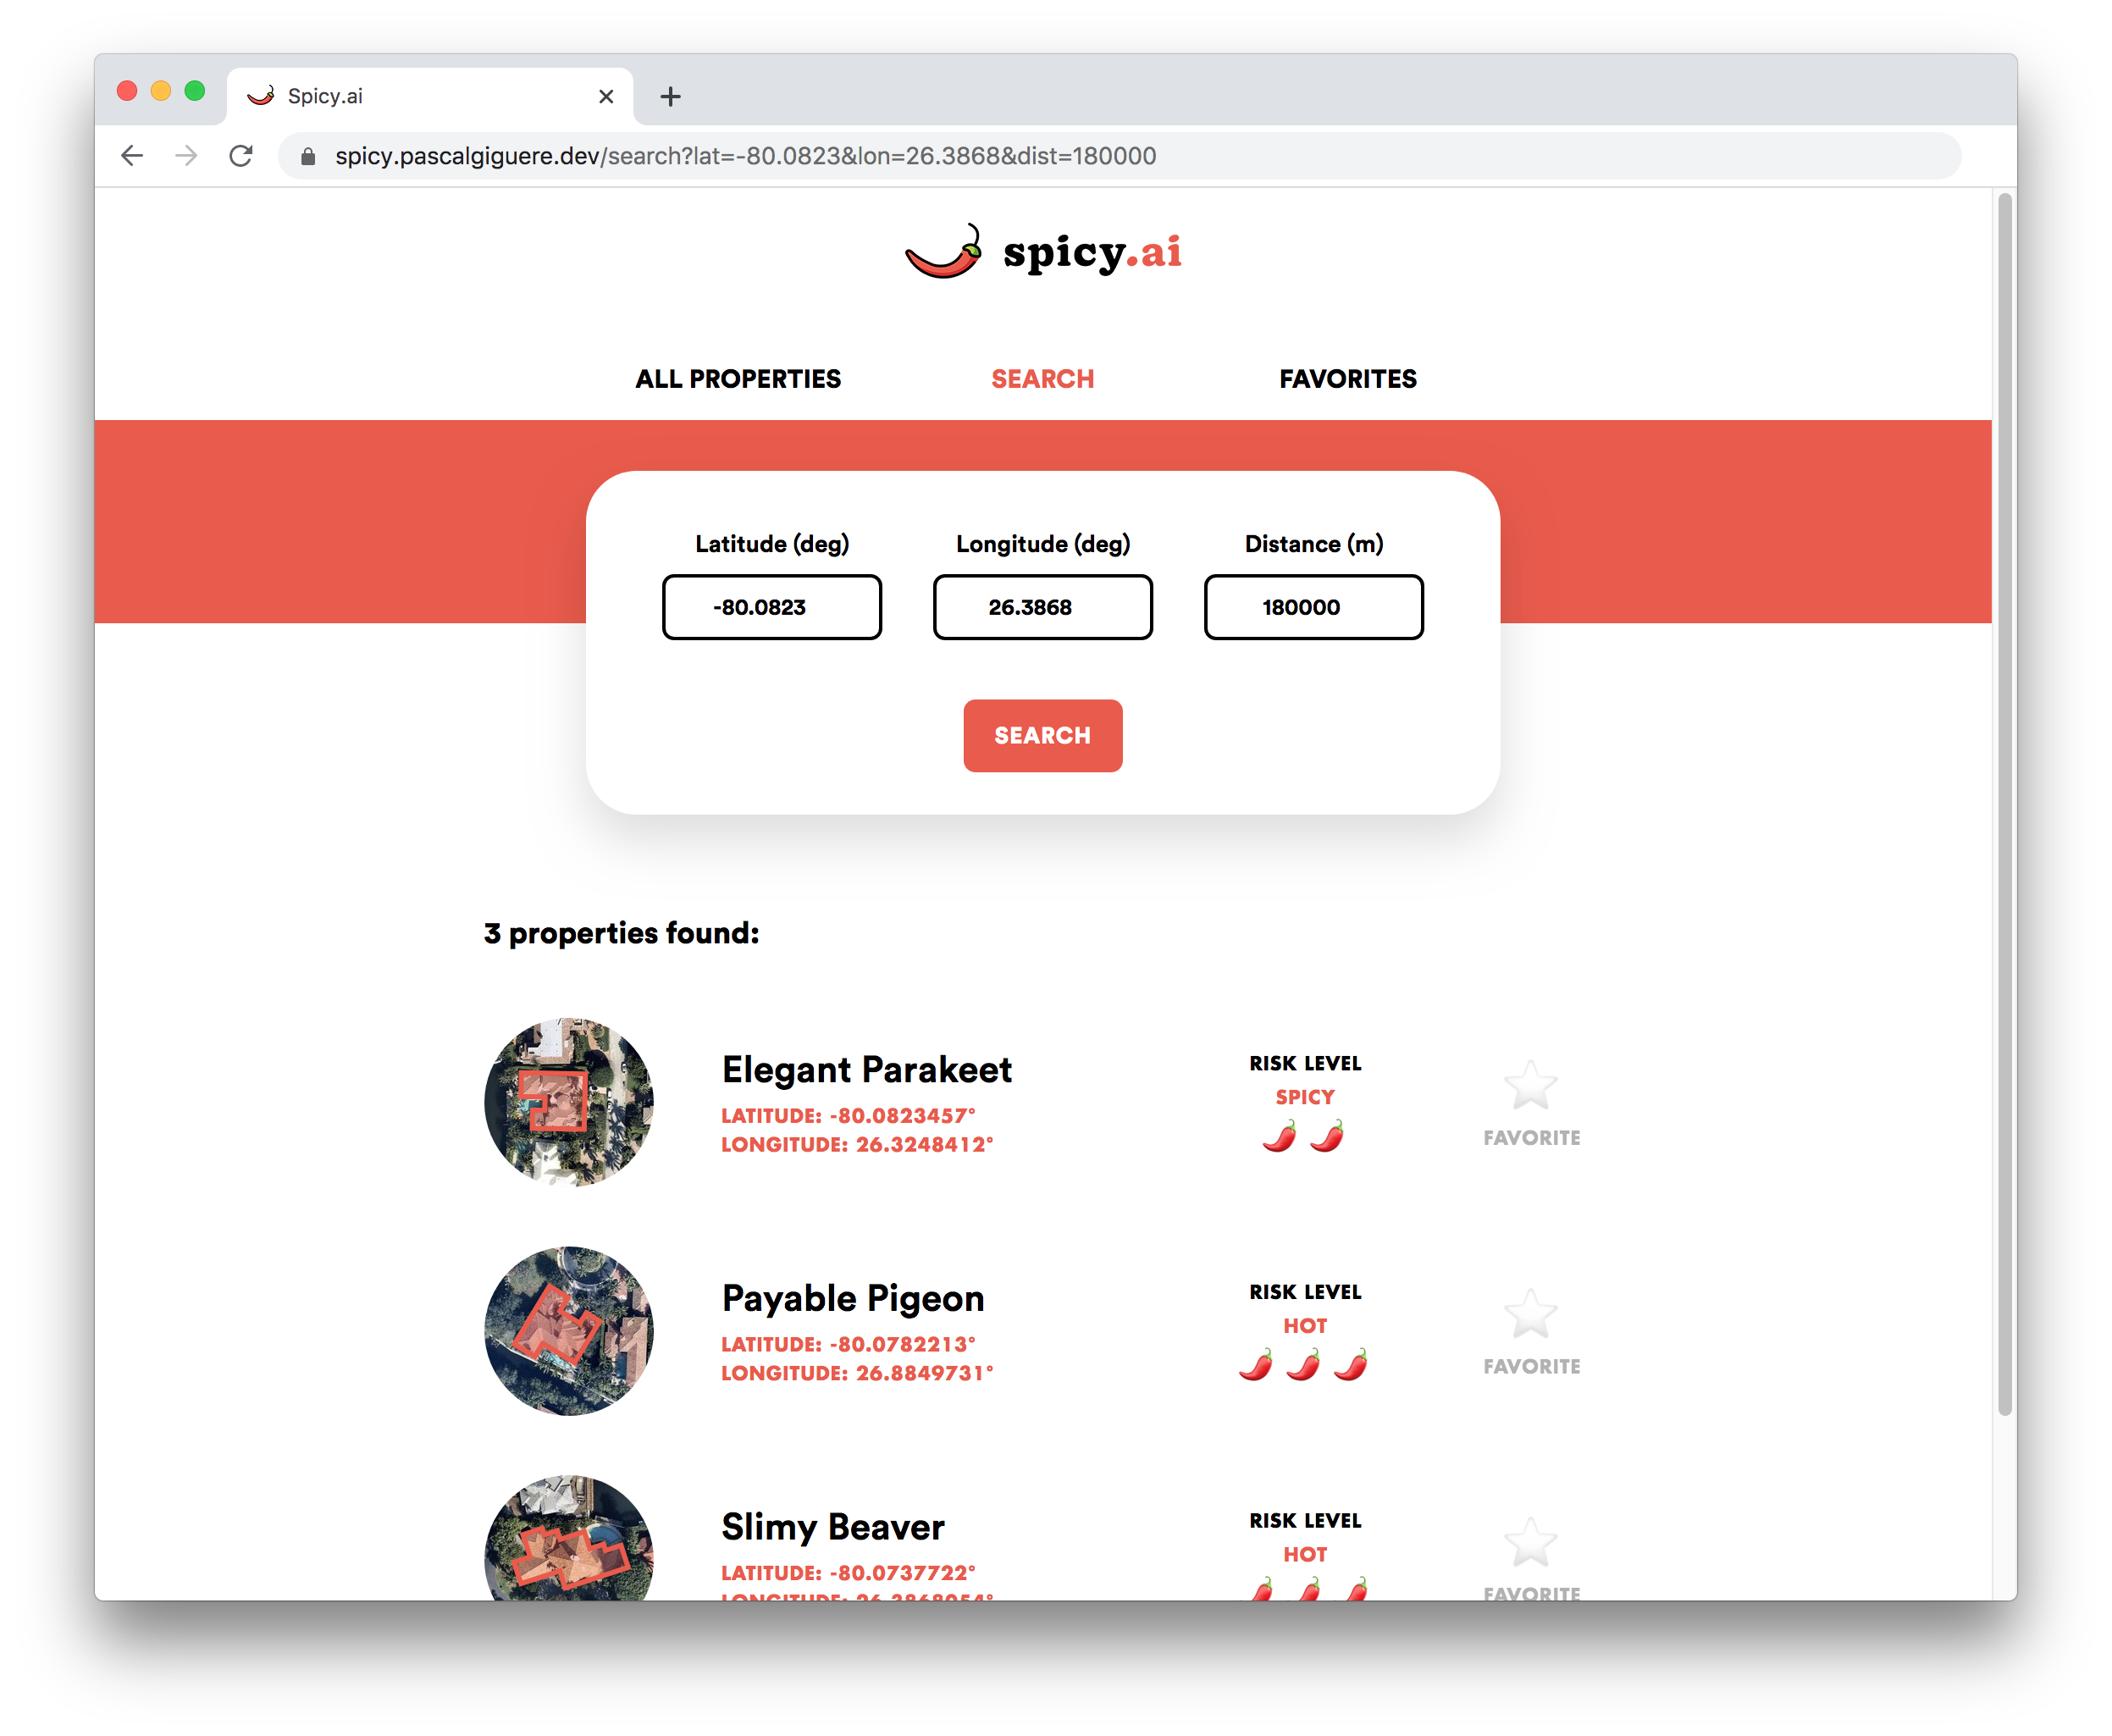 Spicy.ai
spicy.pascalgiguere.dev/search?lat=-80.0823&lon=26.3868&dist=180000
spicy.ai
ALL PROPERTIES SEARCH FAVORITES
Latitude (deg) Longitude (deg) Distance (m)
-80.0823 26.3868 180000
SEARCH
3 properties found:
Elegant Parakeet
LATITUDE: -80.0823457°
LONGITUDE: 26.3248412°
RISK LEVEL
SPICY
FAVORITE
Payable Pigeon
LATITUDE: -80.0782213°
LONGITUDE: 26.8849731°
RISK LEVEL
HOT
FAVORITE
Slimy Beaver
LATITUDE: -80.0737722°
LONGITUDE: 26.3868054°
RISK LEVEL
HOT
FAVORITE